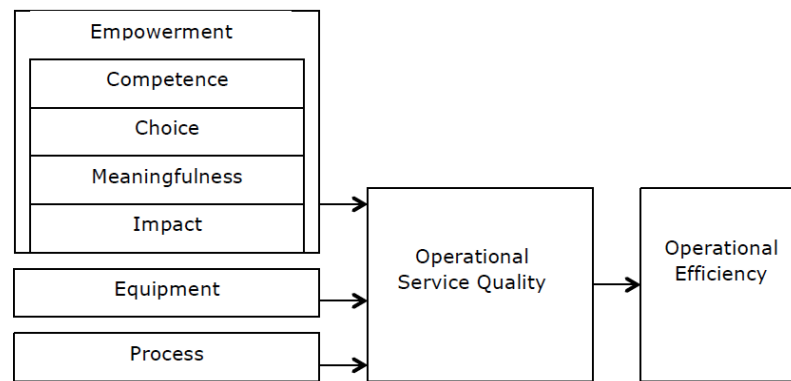 Empowerment
Competence
Choice
Meaningfulness
Impact
Equipment
Process
Operational
Service Quality
Operational
Efficiency